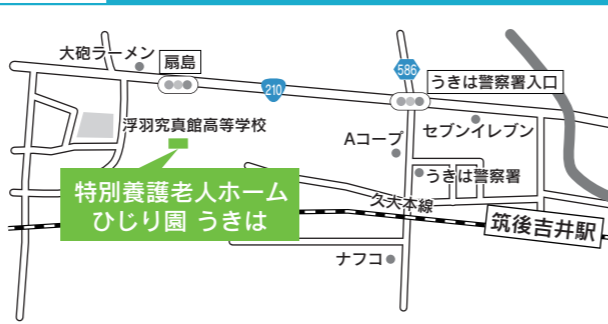 大砲ラーメン
扇島
210
586
うきは警察署入口
浮羽究真館高等学校
Aコープ
セブンイレブン
うきは警察署
特別養護老人ホーム
ひじり園 うきは
久大本線
筑後吉井駅
ナフコ